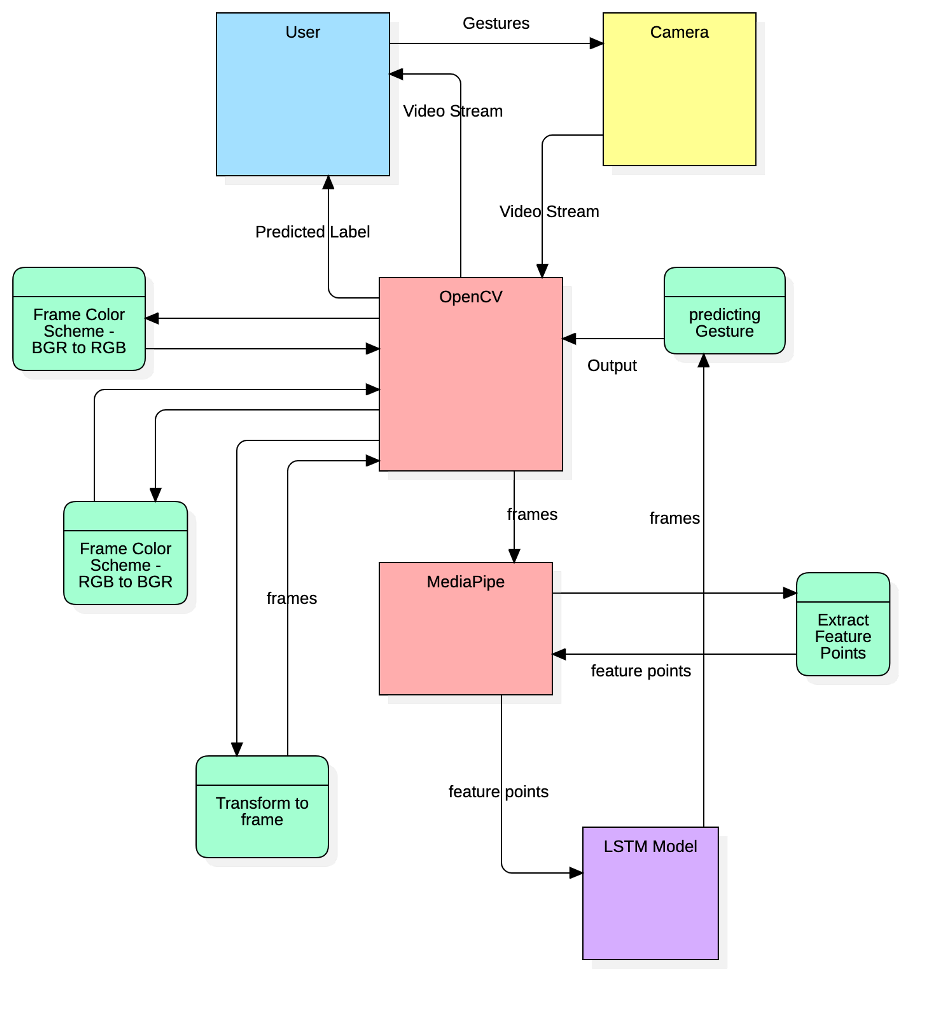 User
Gestures
Camera
Video Stream
Video Stream
Predicted Label
Frame Color
Scheme -
BGR to RGB
OpenCV
predicting
Gesture
Output
frames
frames
Frame Color
Scheme -
RGB to BGR
frames
MediaPipe
Extract
Feature
Points
feature points
feature points
Transform to
frame
LSTM Model